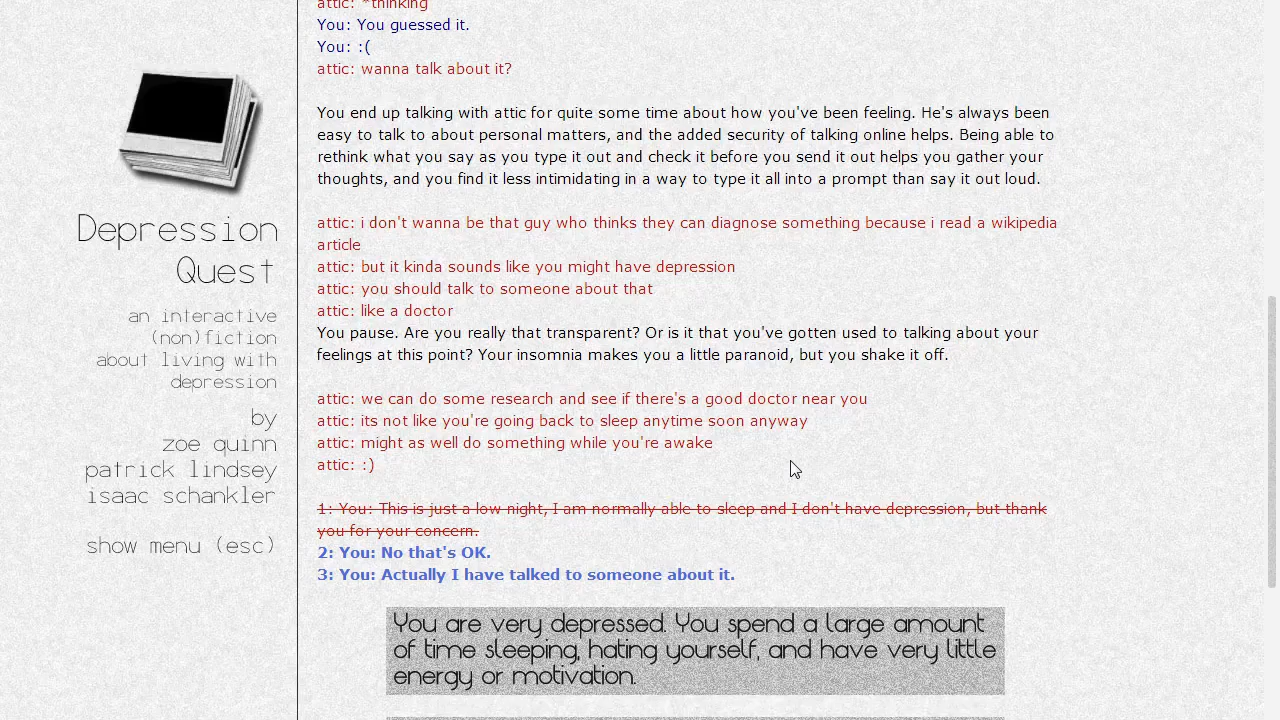 attic: *thinking
You: You guessed it.
You: :(
attic: wanna talk about it?
You end up talking with attic for quite some time about how you've been feeling. He's always been
easy to talk to about personal matters, and the added security of talking online helps. Being able to
rethink what you say as you type it out and check it before you send it out helps you gather your
thoughts, and you find it less intimidating in a way to type it all into a prompt than say it out loud.
attic: i don't wanna be that guy who thinks they can diagnose something because i read a wikipedia
article
attic: but it kinda sounds like you might have depression
attic: you should talk to someone about that
attic: like a doctor
You pause. Are you really that transparent? Or is it that you've gotten used to talking about your
feelings at this point? Your insomnia makes you a little paranoid, but you shake it off.
attic: we can do some research and see if there's a good doctor near you
attic: its not like you're going back to sleep anytime soon anyway
attic: might as well do something while you're awake
attic: :)
1: You: This is just a low night, I am normally able to sleep and I don't have depression, but thank
you for your concern.
2: You: No that's OK.
3: You: Actually I have talked to someone about it.
You are very depressed. You spend a large amount
of time sleeping, hating yourself, and have very little
energy or motivation.
Depression
Quest
an interactive
(non)fiction
about living with
depression
by
zoe quinn
patrick lindsey
isaac schankler
show menu (esc)